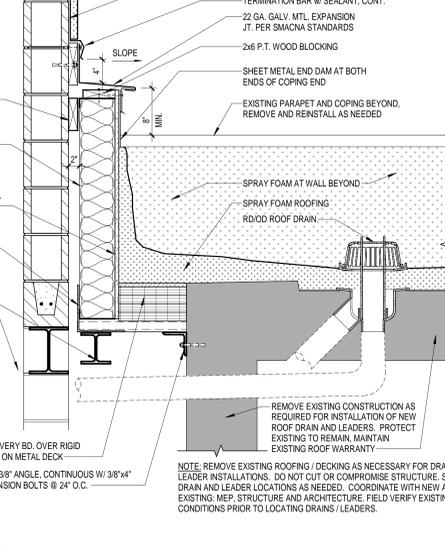 TERMINATION BAR W/ SEALANT, CONT.
22 GA. GALV. MTL. EXPANSION
JT. PER SMACNA STANDARDS
SLOPE
2x6 P.T. WOOD BLOCKING
4"
SHEET METAL END DAM AT BOTH
ENDS OF COPING END
8"
MIN.
EXISTING PARAPET AND COPING BEYOND,
REMOVE AND REINSTALL AS NEEDED
2"
SPRAY FOAM AT WALL BEYOND
SPRAY FOAM ROOFING
RD/OD ROOF DRAIN
REMOVE EXISTING CONSTRUCTION AS
REQUIRED FOR INSTALLATION OF NEW
ROOF DRAIN AND LEADERS. PROTECT
EXISTING TO REMAIN, MAINTAIN
EXISTING ROOF WARRANTY
VERY BD. OVER RIGID
ON METAL DECK
3/8" ANGLE, CONTINUOUS W/ 3/8"x4"
NSION BOLTS @ 24" O.C.
NOTE: REMOVE EXISTING ROOFING / DECKING AS NECESSARY FOR DRA
LEADER INSTALLATIONS. DO NOT CUT OR COMPROMISE STRUCTURE. S
DRAIN AND LEADER LOCATIONS AS NEEDED. COORDINATE WITH NEW A
EXISTING: MEP, STRUCTURE AND ARCHITECTURE. FIELD VERIFY EXISTIN
CONDITIONS PRIOR TO LOCATING DRAINS / LEADERS.